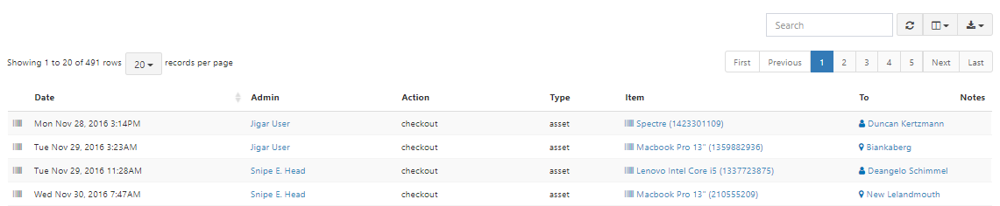 Search
Showing 1 to 20 of 491 rows 20 records per page
First Previous 1 2 3 4 5 Next Last
Date Admin Action Type Item To Notes
Mon Nov 28, 2016 3:14PM Jigar User checkout asset Spectre (1423301109) Duncan Kertzmann
Tue Nov 29, 2016 3:23AM Jigar User checkout asset Macbook Pro 13" (1359882936) Biankaberg
Tue Nov 29, 2016 11:28AM Snipe E. Head checkout asset Lenovo Intel Core i5 (1337723875) Deangelo Schimmel
Wed Nov 30, 2016 7:47AM Snipe E. Head checkout asset Macbook Pro 13" (210555209) New Lelandmouth